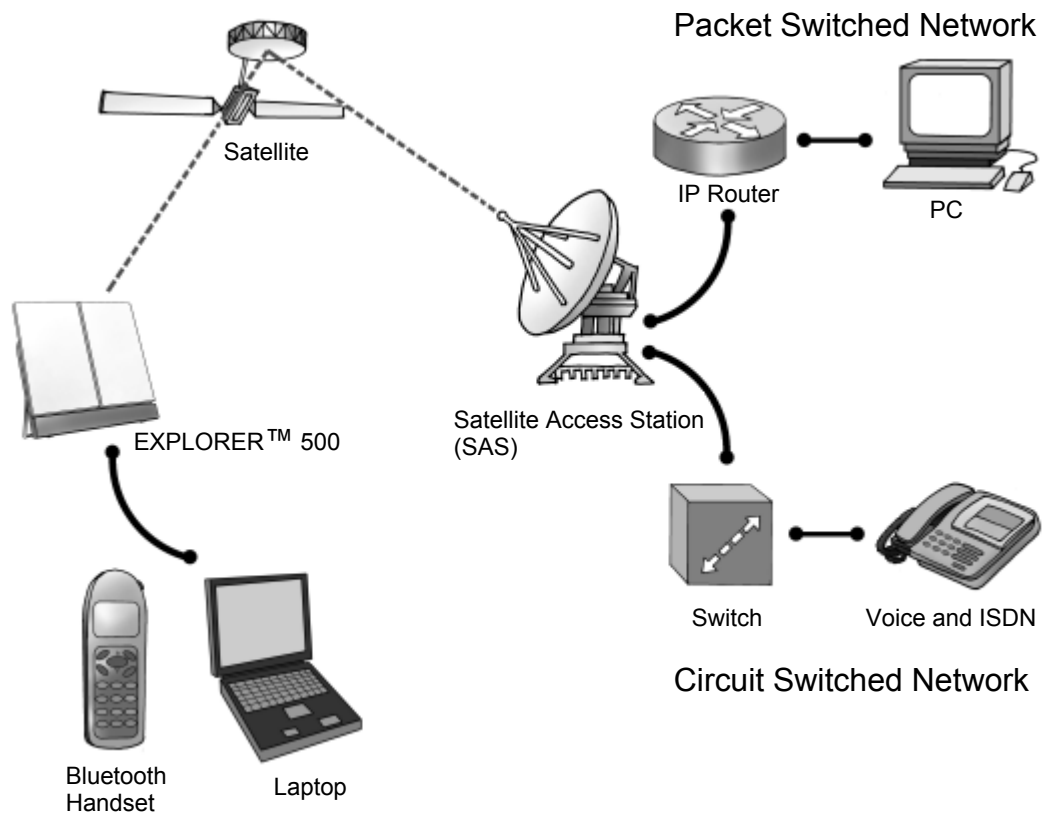 Packet Switched Network
Satellite
IP Router
PC
EXPLORER™ 500
Satellite Access Station
(SAS)
Switch
Voice and ISDN
Circuit Switched Network
Bluetooth
Handset
Laptop